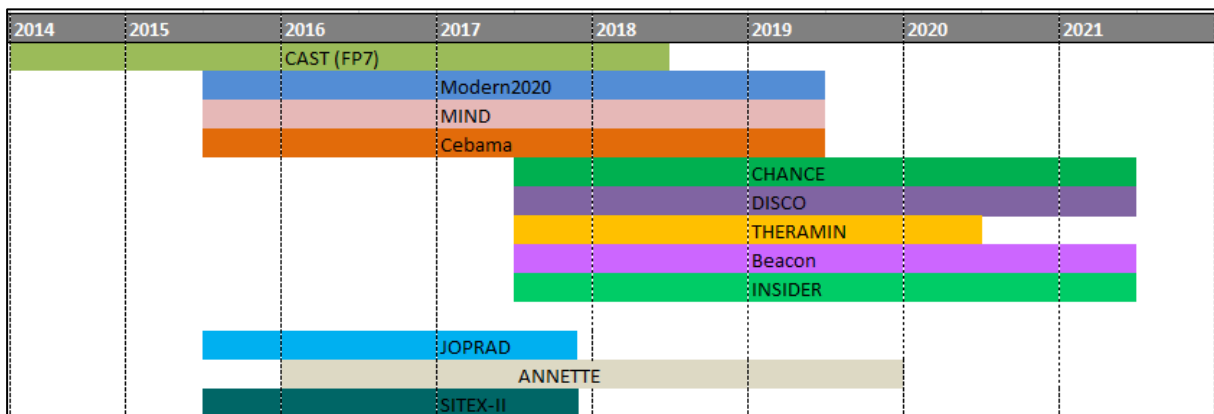 2014 2015 2016 2017 2018 2019 2020 2021
CAST (FP7)
Modern2020
MIND
Cebama
CHANCE
DISCO
THERAMIN
Beacon
INSIDER
JOPRAD
ANNETTE
SITEX-II